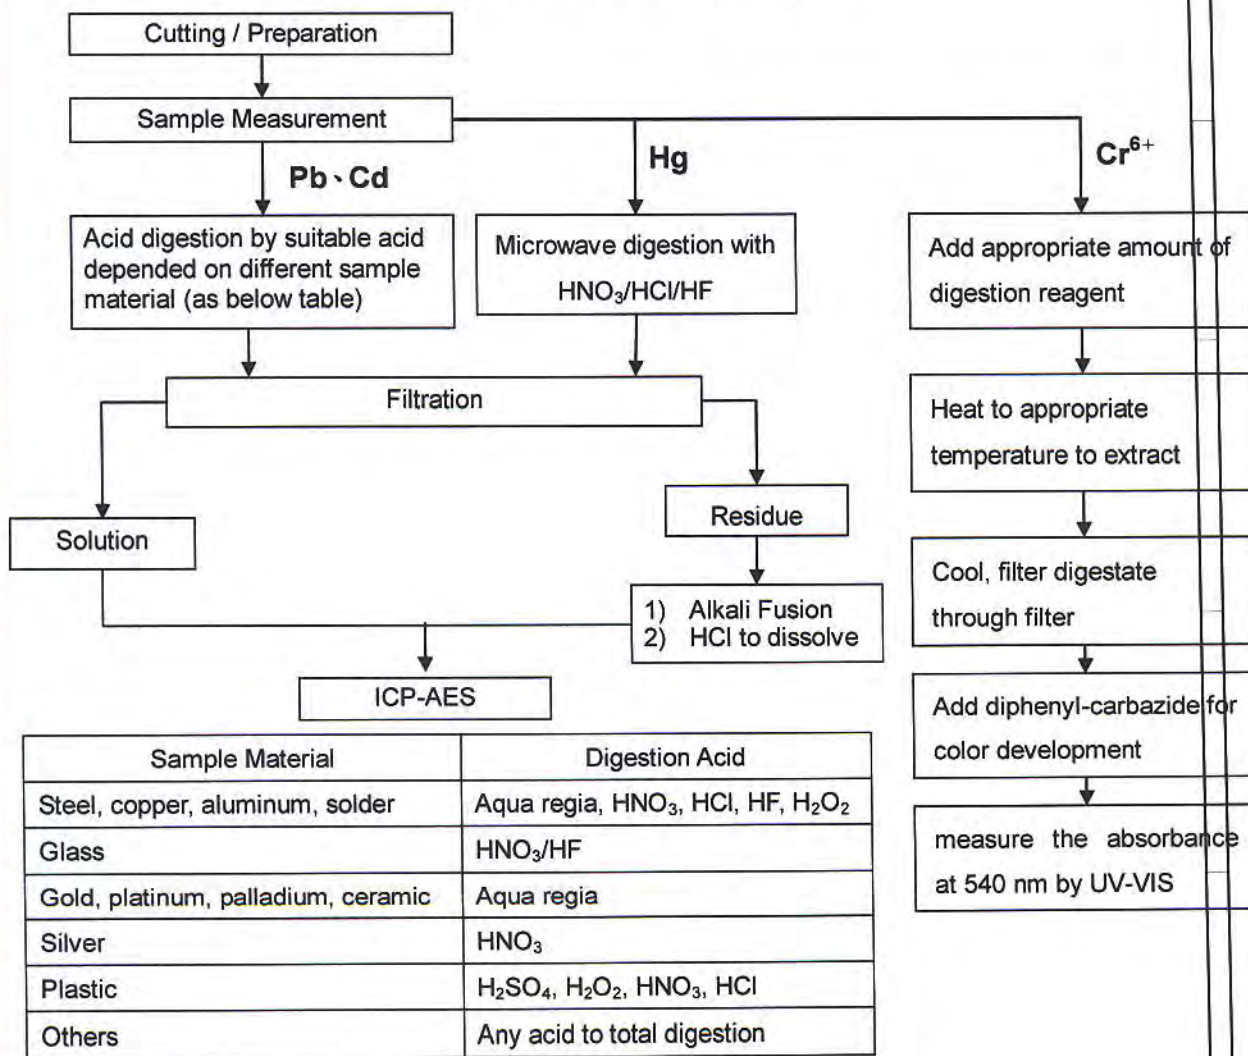 Cutting / Preparation
Sample Measurement
Pb、Cd
Hg
Cr⁶⁺
Acid digestion by suitable acid
depended on different sample
material (as below table)
Microwave digestion with
HNO₃/HCl/HF
Add appropriate amount of
digestion reagent
Filtration
Heat to appropriate
temperature to extract
Solution
Residue
1) Alkali Fusion
2) HCl to dissolve
Cool, filter digestate
through filter
ICP-AES
Add diphenyl-carbazide for
color development
measure the absorbance
at 540 nm by UV-VIS
Sample Material Digestion Acid
Steel, copper, aluminum, solder Aqua regia, HNO₃, HCl, HF, H₂O₂
Glass HNO₃/HF
Gold, platinum, palladium, ceramic Aqua regia
Silver HNO₃
Plastic H₂SO₄, H₂O₂, HNO₃, HCl
Others Any acid to total digestion